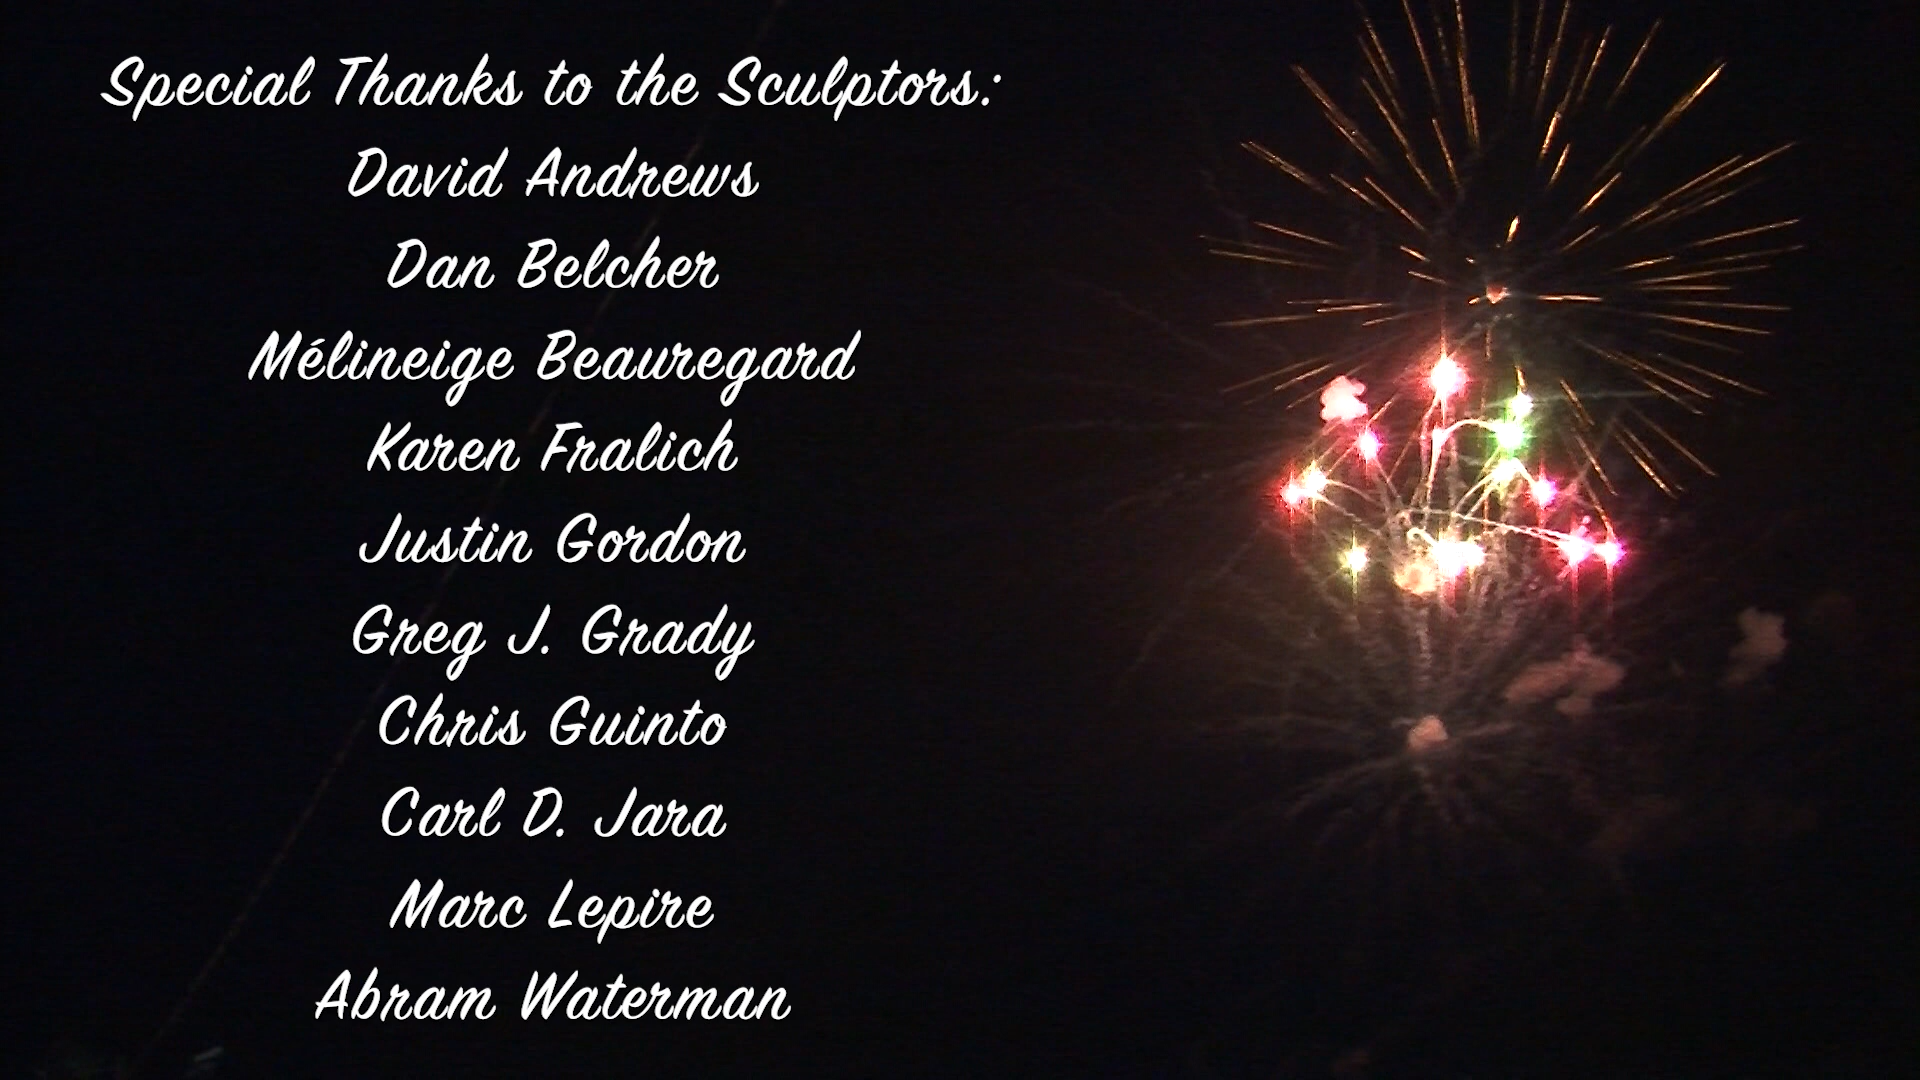 Special Thanks to the Sculptors:
David Andrews
Dan Belcher
Mélineige Beauregard
Karen Fralich
Justin Gordon
Greg J. Grady
Chris Guinto
Carl D. Jara
Marc Lepire
Abram Waterman